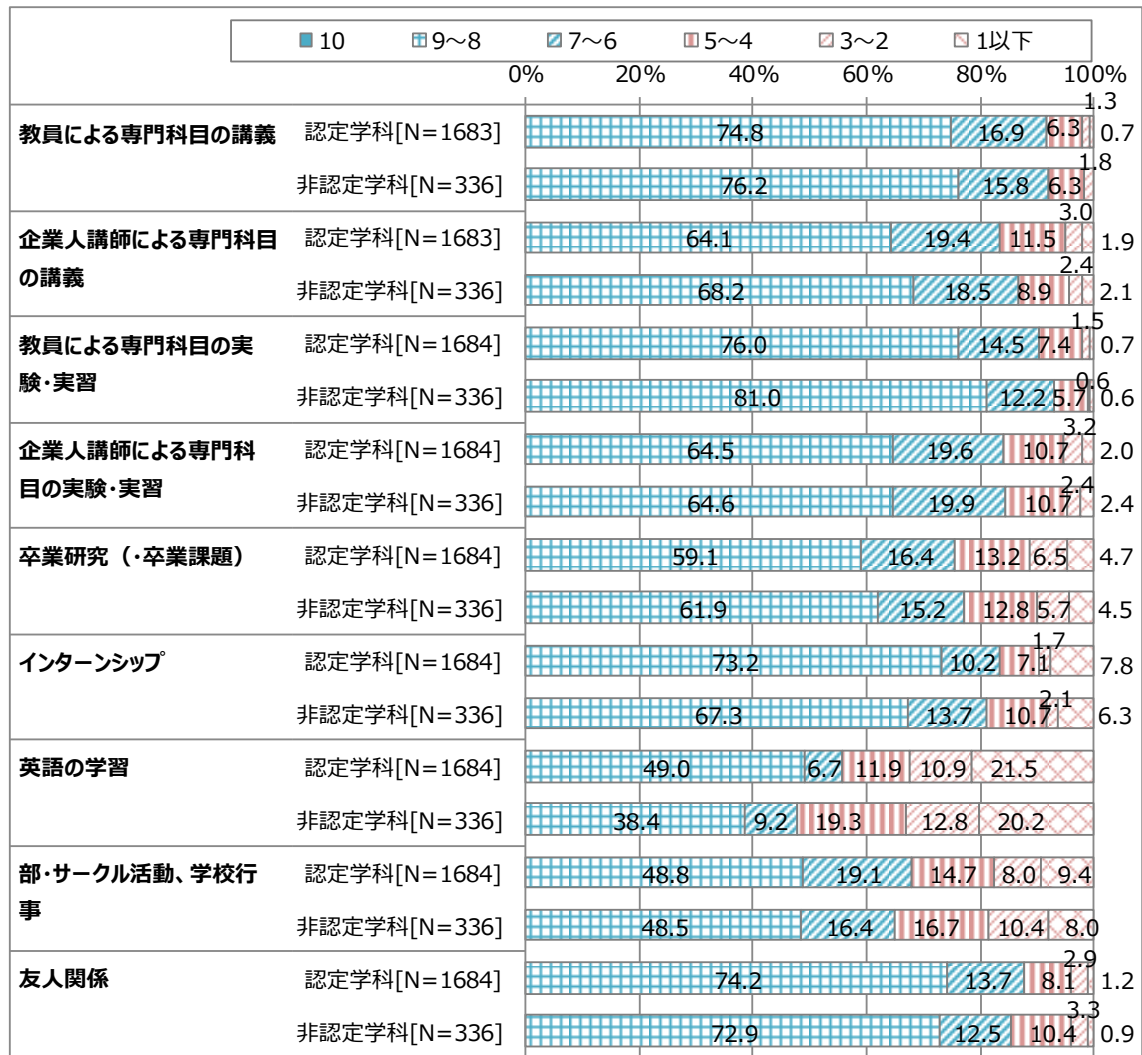 10 9～8 7～6 5～4 3～2 1以下
0% 20% 40% 60% 80% 100%
教員による専門科目の講義 認定学科[N=1683] 74.8 16.9 6.3 1.3 0.7
非認定学科[N=336] 76.2 15.8 6.3 1.8
企業人講師による専門科目
の講義
認定学科[N=1683] 64.1 19.4 11.5 3.0 1.9
非認定学科[N=336] 68.2 18.5 8.9 2.4 2.1
教員による専門科目の実
験・実習
認定学科[N=1684] 76.0 14.5 7.4 1.5 0.7
非認定学科[N=336] 81.0 12.2 5.7 0.6 0.6
企業人講師による専門科
目の実験・実習
認定学科[N=1684] 64.5 19.6 10.7 3.2 2.0
非認定学科[N=336] 64.6 19.9 10.7 2.4 2.4
卒業研究（・卒業課題） 認定学科[N=1684] 59.1 16.4 13.2 6.5 4.7
非認定学科[N=336] 61.9 15.2 12.8 5.7 4.5
インターンシップ 認定学科[N=1684] 73.2 10.2 7.1 1.7 7.8
非認定学科[N=336] 67.3 13.7 10.7 2.1 6.3
英語の学習 認定学科[N=1684] 49.0 6.7 11.9 10.9 21.5
非認定学科[N=336] 38.4 9.2 19.3 12.8 20.2
部・サークル活動、学校行
事
認定学科[N=1684] 48.8 19.1 14.7 8.0 9.4
非認定学科[N=336] 48.5 16.4 16.7 10.4 8.0
友人関係 認定学科[N=1684] 74.2 13.7 8.1 2.9 1.2
非認定学科[N=336] 72.9 12.5 10.4 3.3 0.9